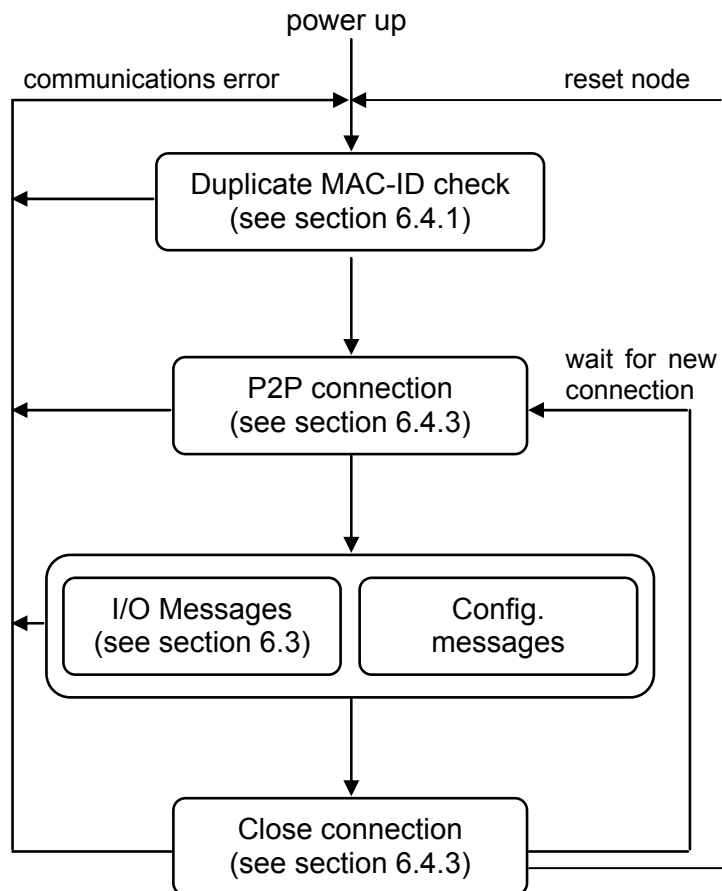 power up
communications error
reset node
Duplicate MAC-ID check
(see section 6.4.1)
wait for new
connection
P2P connection
(see section 6.4.3)
I/O Messages
(see section 6.3)
Config.
messages
Close connection
(see section 6.4.3)